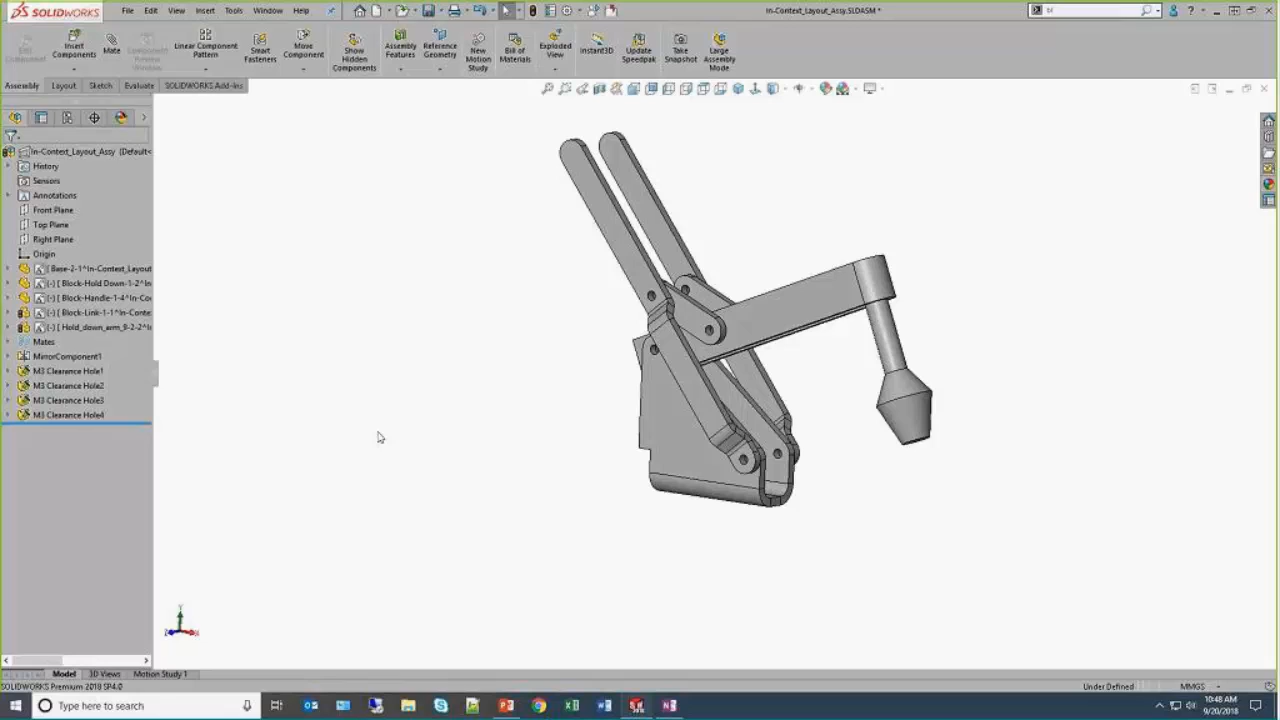 SOLIDWORKS
File
Edit
View
Insert
Tools
Window
Help
In-Context_Layout_Assy.SLDASM *
Insert Components
Mate
Linear Component Pattern
Smart Fasteners
Move Component
Show Hidden Components
Assembly Features
Reference Geometry
New Motion Study
Bill of Materials
Exploded View
Instant3D
Update Speedpak
Take Snapshot
Large Assembly Mode
Assembly
Layout
Sketch
Evaluate
SOLIDWORKS Add-Ins
In-Context_Layout_Assy (Default<
History
Sensors
Annotations
Front Plane
Top Plane
Right Plane
Origin
[ Base-2-1^In-Context_Layout
(-) [ Block-Hold Down-1-2^In-
(-) [ Block-Handle-1-4^In-Co
(-) [ Block-Link-1-1^In-Conte
(-) [ Hold_down_arm_B-2-2^I
Mates
MirrorComponent1
M3 Clearance Hole1
M3 Clearance Hole2
M3 Clearance Hole3
M3 Clearance Hole4
Model
3D Views
Motion Study 1
SOLIDWORKS Premium 2018 SP4.0
Under Defined
MMGS
Type here to search
10:48 AM
9/20/2018